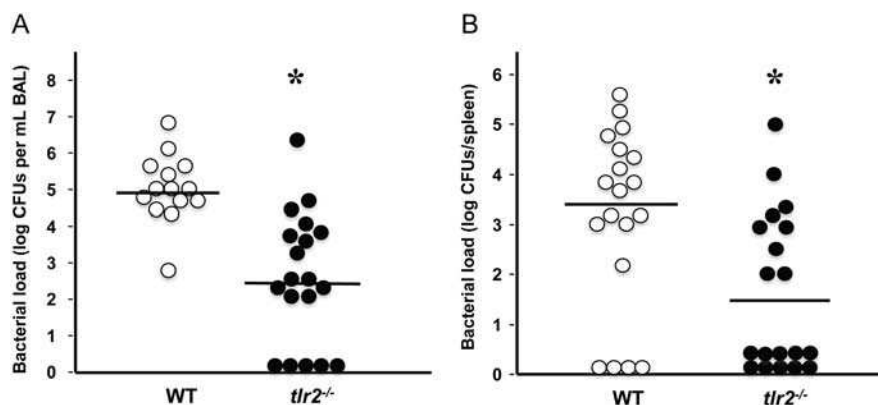 A
Bacterial load (log CFUs per mL BAL)
8
7
6
5
4
3
2
1
0
*
WT
tlr2-/-
B
Bacterial load (log CFUs/spleen)
6
5
4
3
2
1
0
*
WT
tlr2-/-